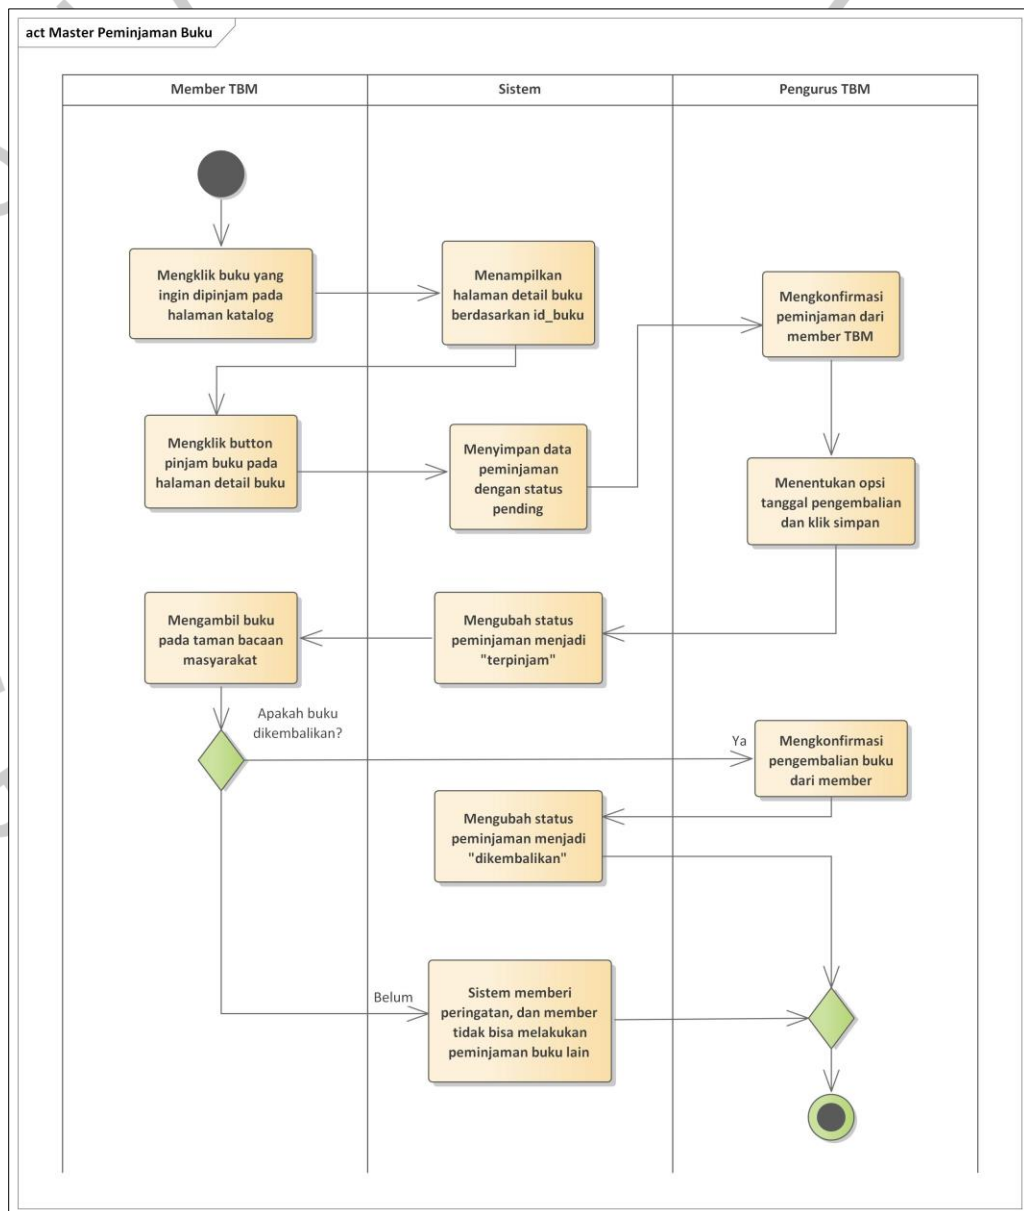 act Master Peminjaman Buku
Member TBM
Sistem
Pengurus TBM
Mengklik buku yang
ingin dipinjam pada
halaman katalog
Menampilkan
halaman detail buku
berdasarkan id_buku
Mengkonfirmasi
peminjaman dari
member TBM
Mengklik button
pinjam buku pada
halaman detail buku
Menyimpan data
peminjaman
dengan status
pending
Menentukan opsi
tanggal pengembalian
dan klik simpan
Mengambil buku
pada taman bacaan
masyarakat
Mengubah status
peminjaman menjadi
"terpinjam"
Apakah buku
dikembalikan?
Ya
Mengkonfirmasi
pengembalian buku
dari member
Mengubah status
peminjaman menjadi
"dikembalikan"
Belum
Sistem memberi
peringatan, dan member
tidak bisa melakukan
peminjaman buku lain